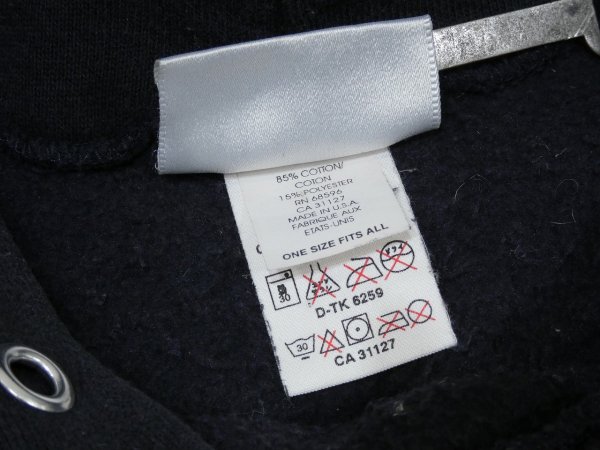 85% COTTON/
COTON
15% POLYESTER
RN 68596
CA 31127
MADE IN U.S.A.
FABRIQUE AUX
ETATS-UNIS
ONE SIZE FITS ALL
30
D-TK 6259
30
CA 31127